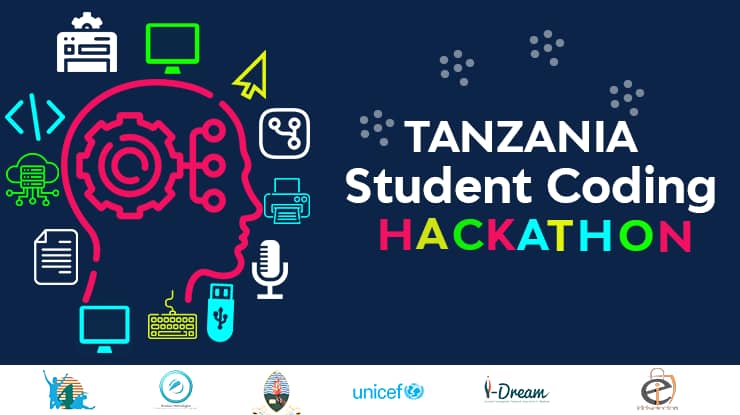 TANZANIA
Student Coding
HACKATHON
unicef
i-Dream